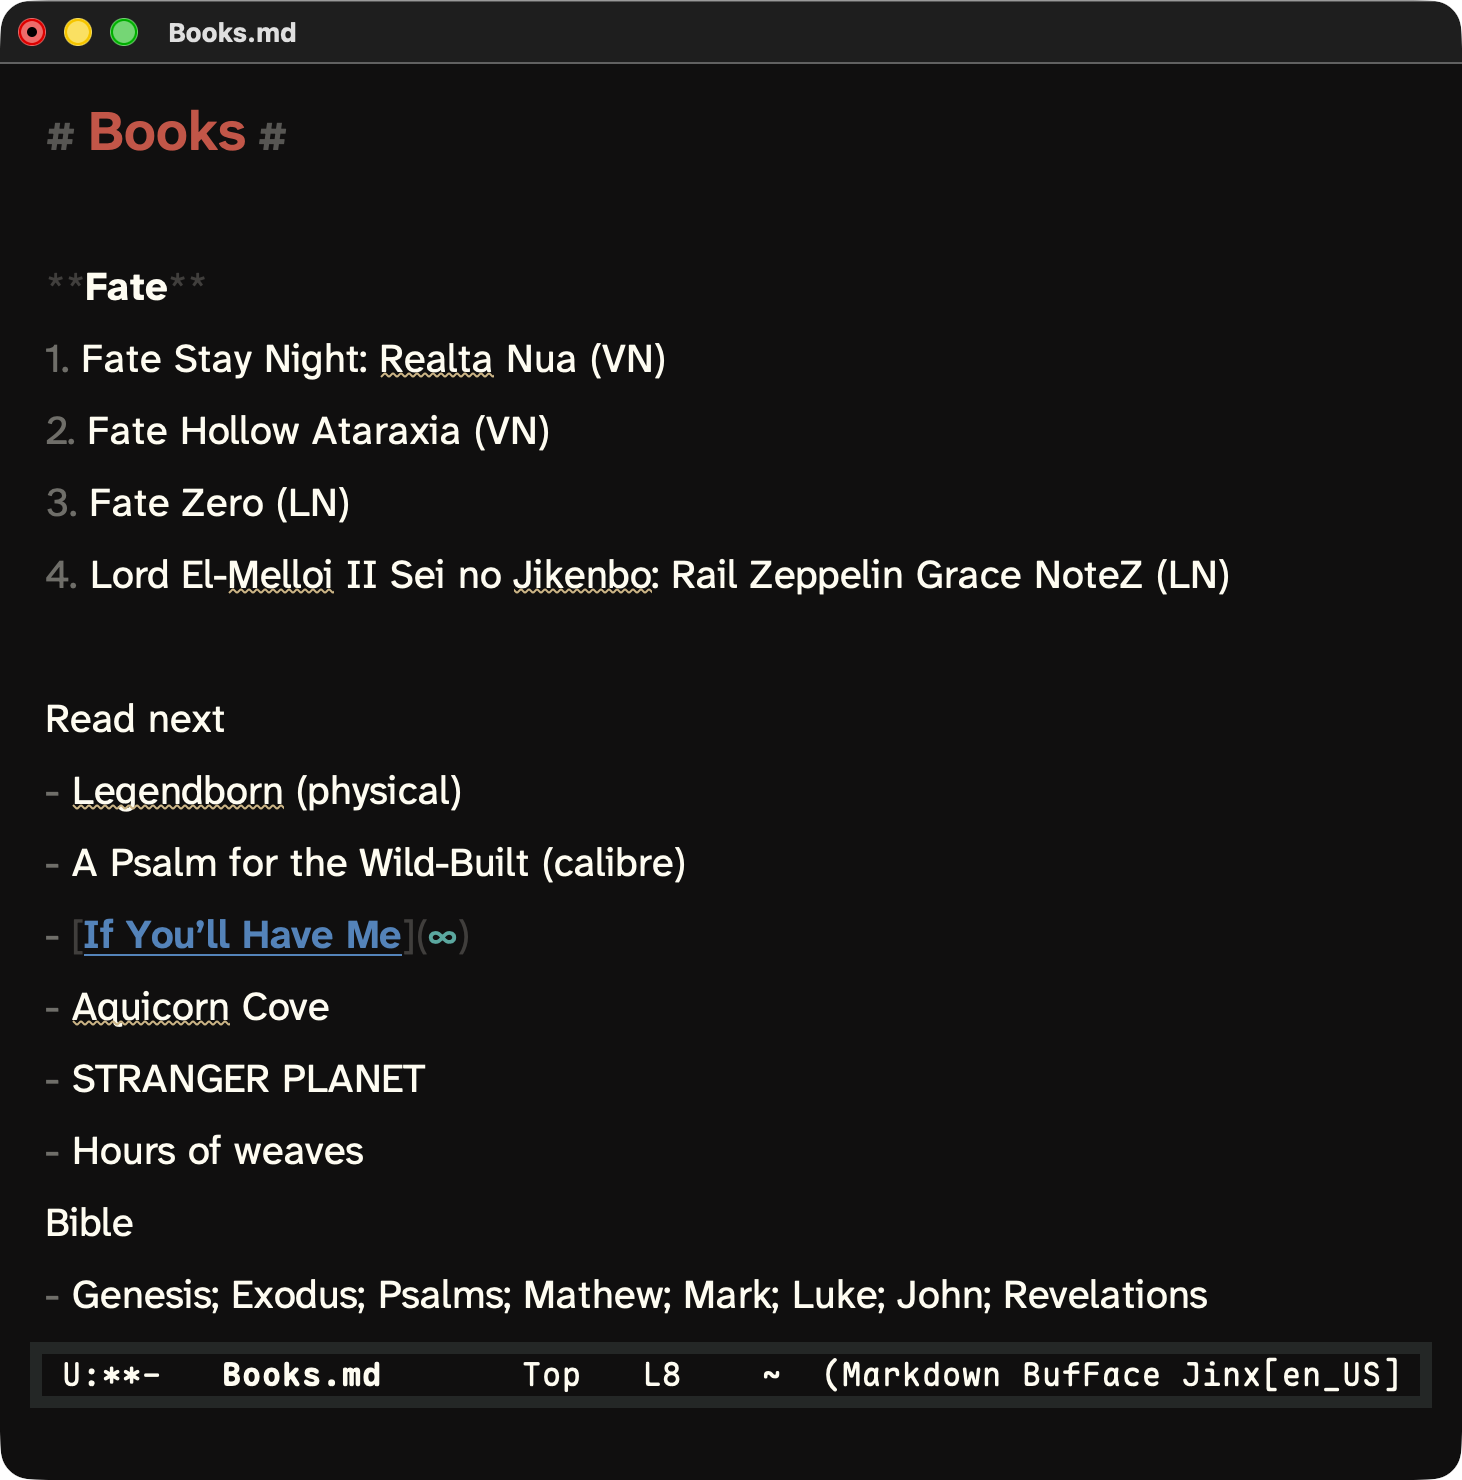 Books.md
# Books #
**Fate**
1. Fate Stay Night: Realta Nua (VN)
2. Fate Hollow Ataraxia (VN)
3. Fate Zero (LN)
4. Lord El-Melloi II Sei no Jikenbo: Rail Zeppelin Grace NoteZ (LN)
Read next
- Legendborn (physical)
- A Psalm for the Wild-Built (calibre)
- [If You’ll Have Me](∞)
- Aquicorn Cove
- STRANGER PLANET
- Hours of weaves
Bible
- Genesis; Exodus; Psalms; Mathew; Mark; Luke; John; Revelations
U:**- Books.md Top L8 ~ (Markdown BufFace Jinx[en_US]